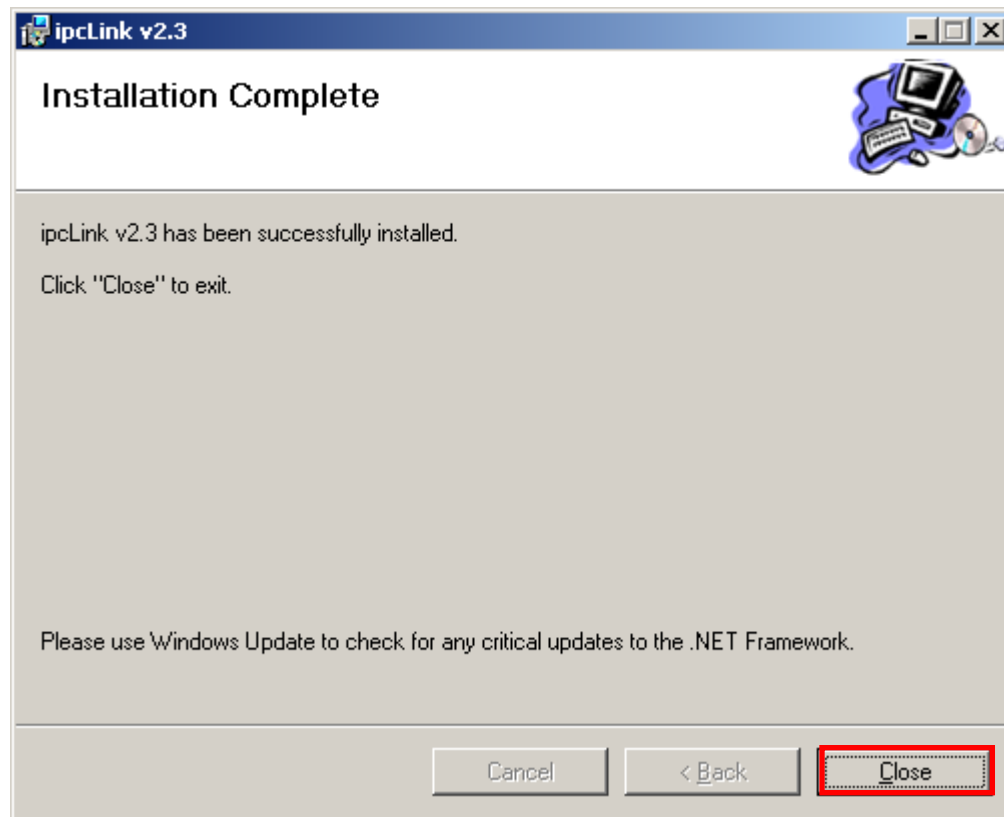 ipcLink v2.3
Installation Complete
ipcLink v2.3 has been successfully installed.
Click "Close" to exit.
Please use Windows Update to check for any critical updates to the .NET Framework.
Cancel
< Back
Close